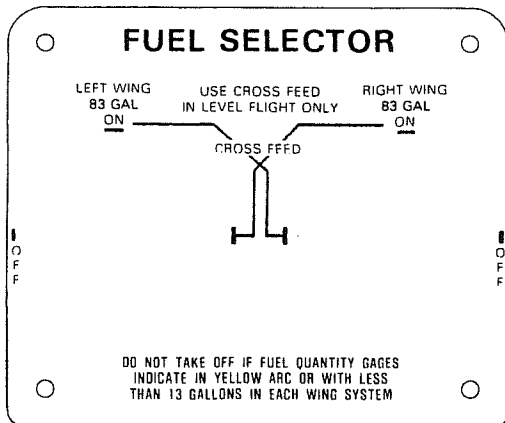 FUEL SELECTOR
LEFT WING
83 GAL
ON
USE CROSS FEED
IN LEVEL FLIGHT ONLY
RIGHT WING
83 GAL
ON
CROSS FEED
OFF
OFF
DO NOT TAKE OFF IF FUEL QUANTITY GAGES
INDICATE IN YELLOW ARC OR WITH LESS
THAN 13 GALLONS IN EACH WING SYSTEM